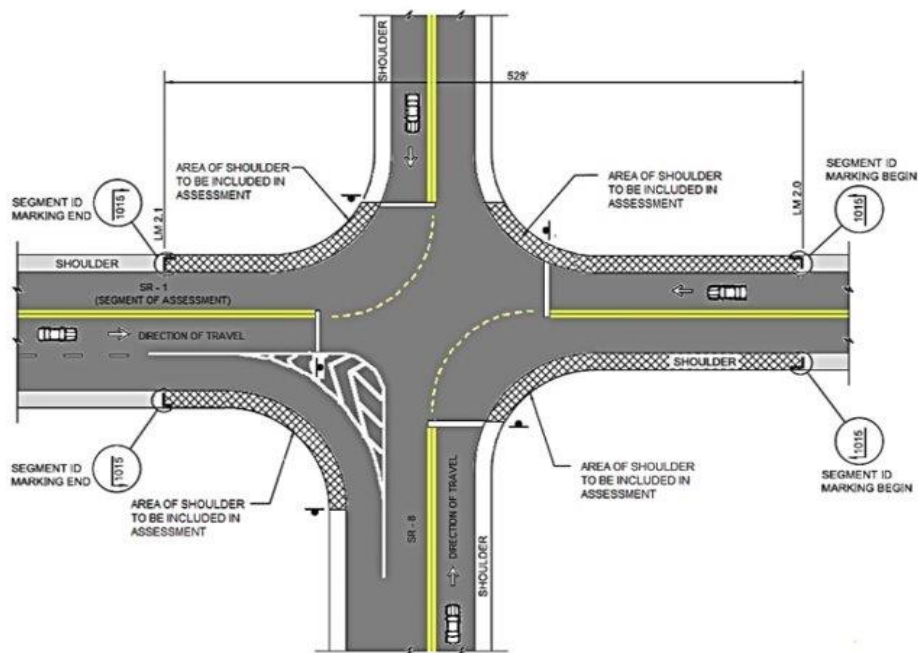 SHOULDER
528'
AREA OF SHOULDER
TO BE INCLUDED IN
ASSESSMENT
AREA OF SHOULDER
TO BE INCLUDED IN
ASSESSMENT
SEGMENT ID
MARKING END
1015
LM 2.1
LM 2.0
SEGMENT ID
MARKING BEGIN
1015
SHOULDER
SR - 1
(SEGMENT OF ASSESSMENT)
DIRECTION OF TRAVEL
SHOULDER
SEGMENT ID
MARKING END
1015
AREA OF SHOULDER
TO BE INCLUDED IN
ASSESSMENT
SR - 8
DIRECTION OF TRAVEL
SHOULDER
AREA OF SHOULDER
TO BE INCLUDED IN
ASSESSMENT
1015
SEGMENT ID
MARKING BEGIN